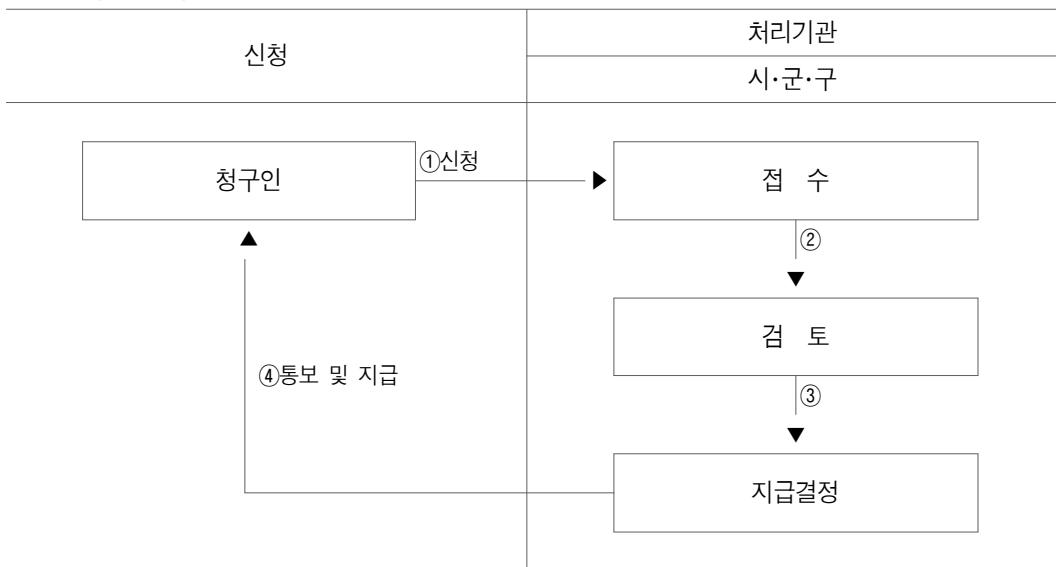 신청
처리기관
시·군·구
청구인
①신청
접 수
②
검 토
③
④통보 및 지급
지급결정